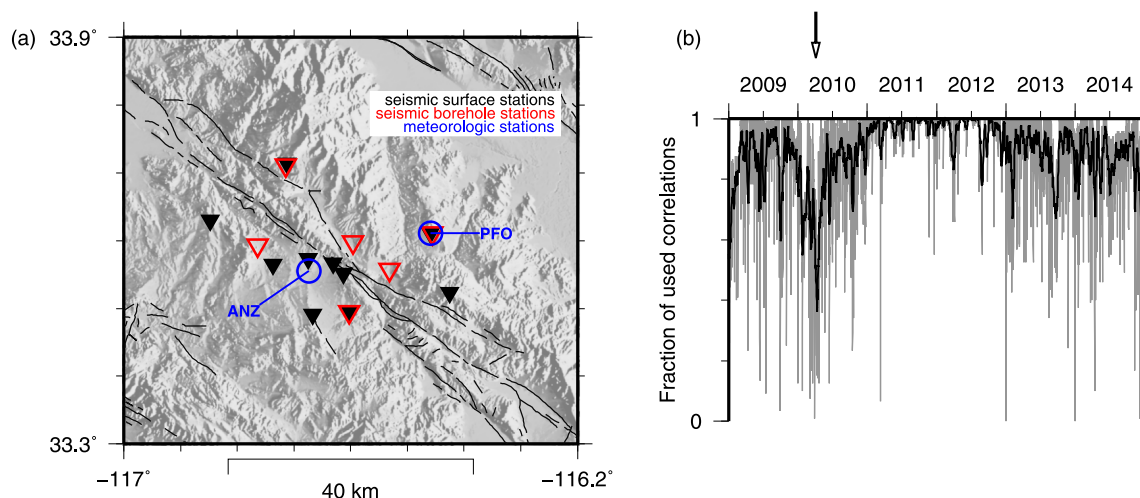 (a)
33.9°
seismic surface stations
seismic borehole stations
meteorologic stations
PFO
ANZ
33.3°
−117°
−116.2°
40 km
(b)
2009 2010 2011 2012 2013 2014
1
Fraction of used correlations
0